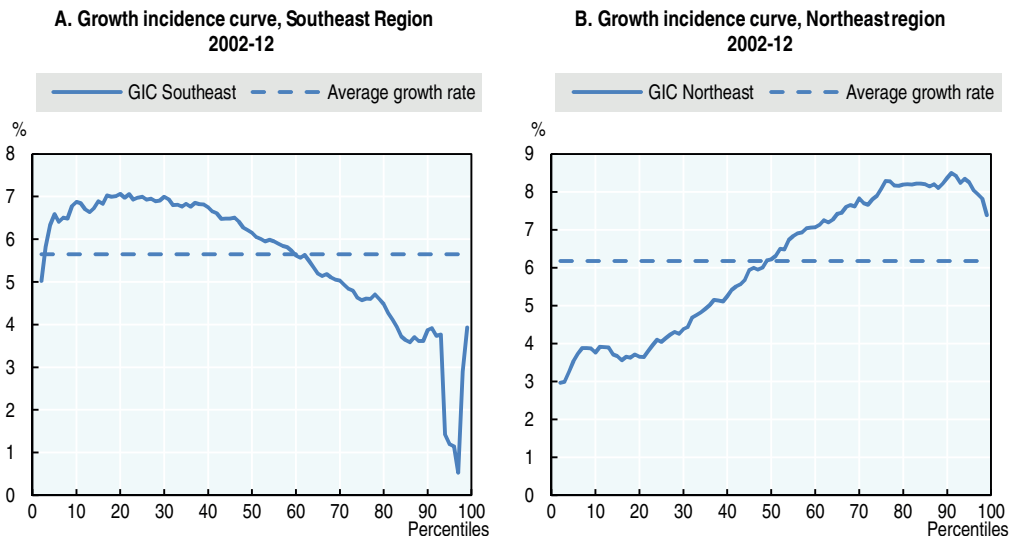 A. Growth incidence curve, Southeast Region
2002-12
GIC Southeast
Average growth rate
%
8
7
6
5
4
3
2
1
0
0 10 20 30 40 50 60 70 80 90 100
Percentiles
B. Growth incidence curve, Northeast region
2002-12
GIC Northeast
Average growth rate
%
9
8
7
6
5
4
3
2
1
0
0 10 20 30 40 50 60 70 80 90 100
Percentiles